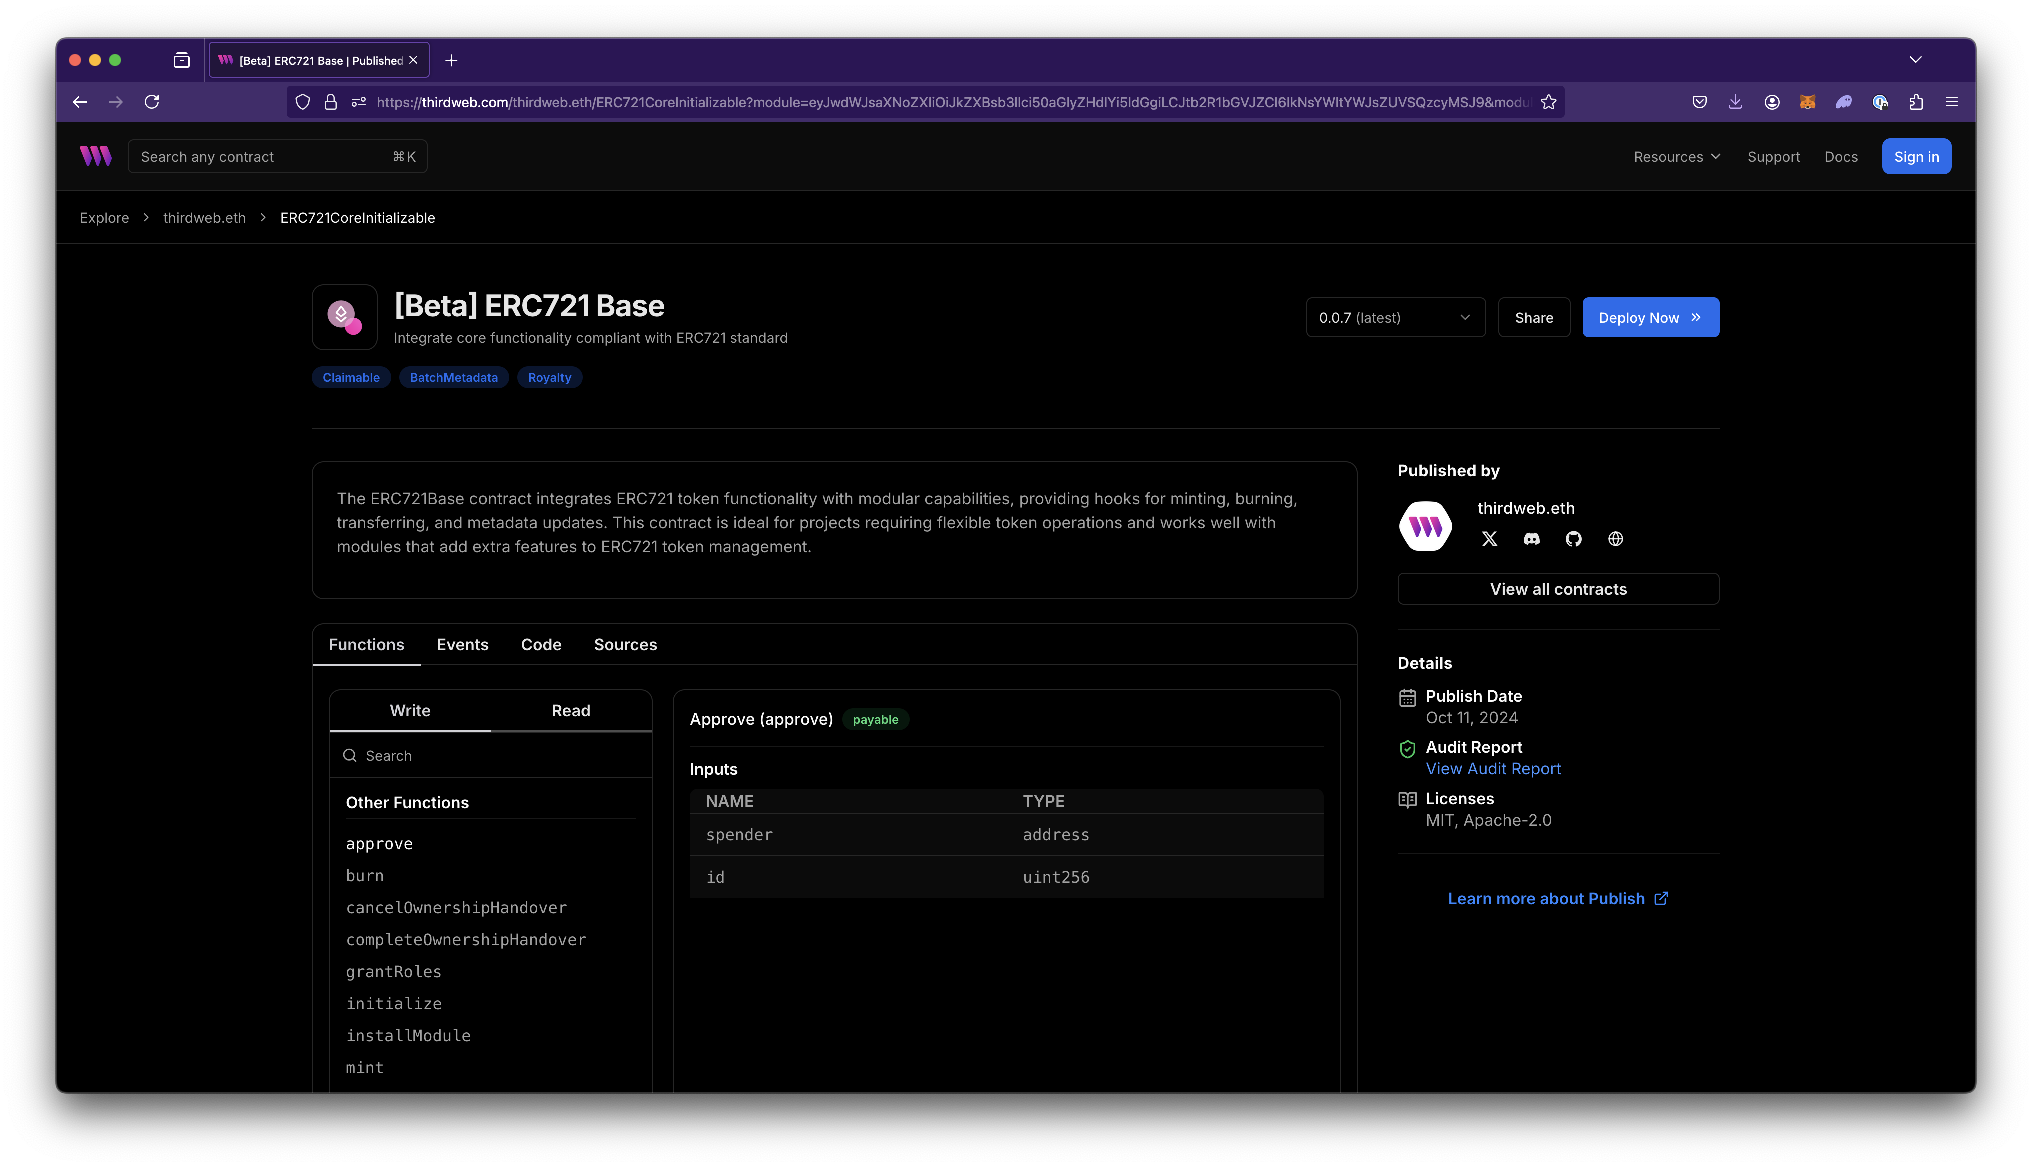 [Beta] ERC721 Base | Published
https://thirdweb.com/thirdweb.eth/ERC721CoreInitializable?module=
Search any contract ⌘K
Resources Support Docs Sign in
Explore > thirdweb.eth > ERC721CoreInitializable
[Beta] ERC721 Base
Integrate core functionality compliant with ERC721 standard
0.0.7 (latest) Share Deploy Now
Claimable BatchMetadata Royalty
The ERC721Base contract integrates ERC721 token functionality with modular capabilities, providing hooks for minting, burning,
transferring, and metadata updates. This contract is ideal for projects requiring flexible token operations and works well with
modules that add extra features to ERC721 token management.
Functions Events Code Sources
Write Read
Search
Other Functions
approve
burn
cancelOwnershipHandover
completeOwnershipHandover
grantRoles
initialize
installModule
mint
Approve (approve) payable
Inputs
NAME TYPE
spender address
id uint256
Published by
thirdweb.eth
View all contracts
Details
Publish Date
Oct 11, 2024
Audit Report
View Audit Report
Licenses
MIT, Apache-2.0
Learn more about Publish